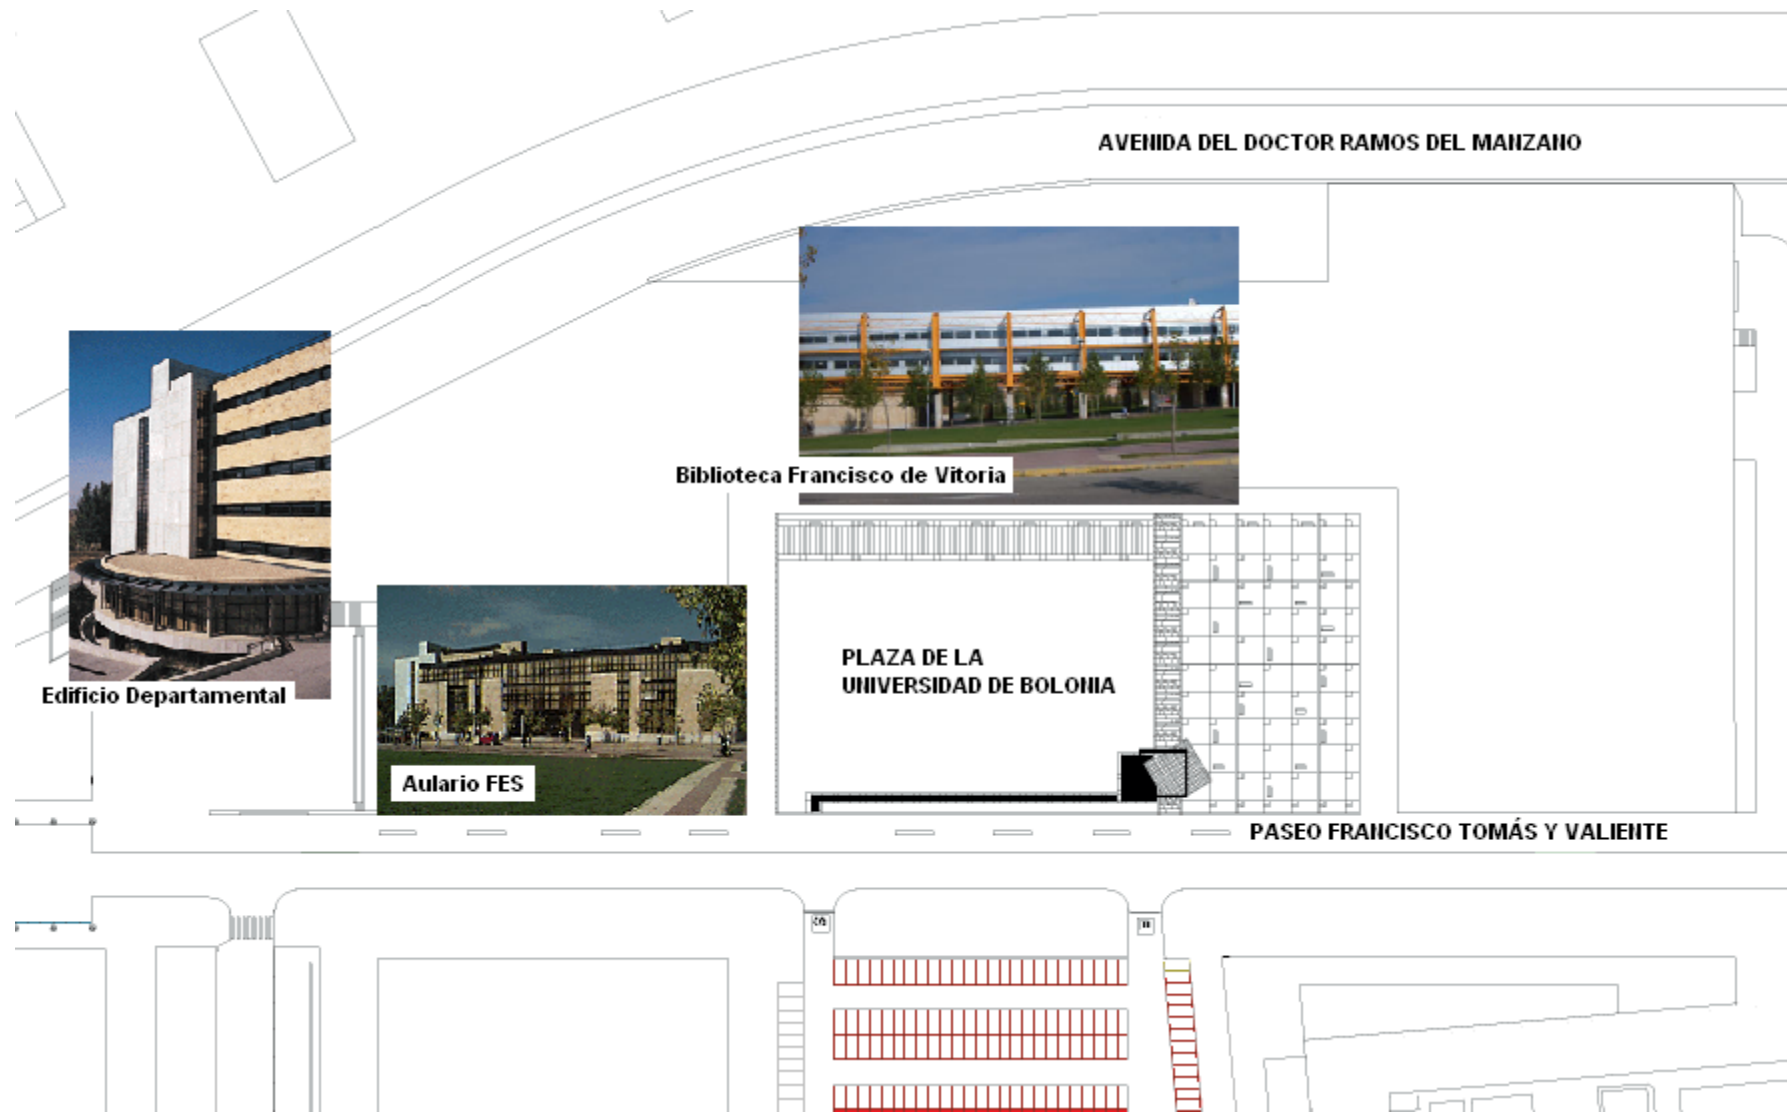 AVENIDA DEL DOCTOR RAMOS DEL MANZANO
Biblioteca Francisco de Vitoria
PLAZA DE LA
UNIVERSIDAD DE BOLONIA
Edificio Departamental
Aulario FES
PASEO FRANCISCO TOMÁS Y VALIENTE